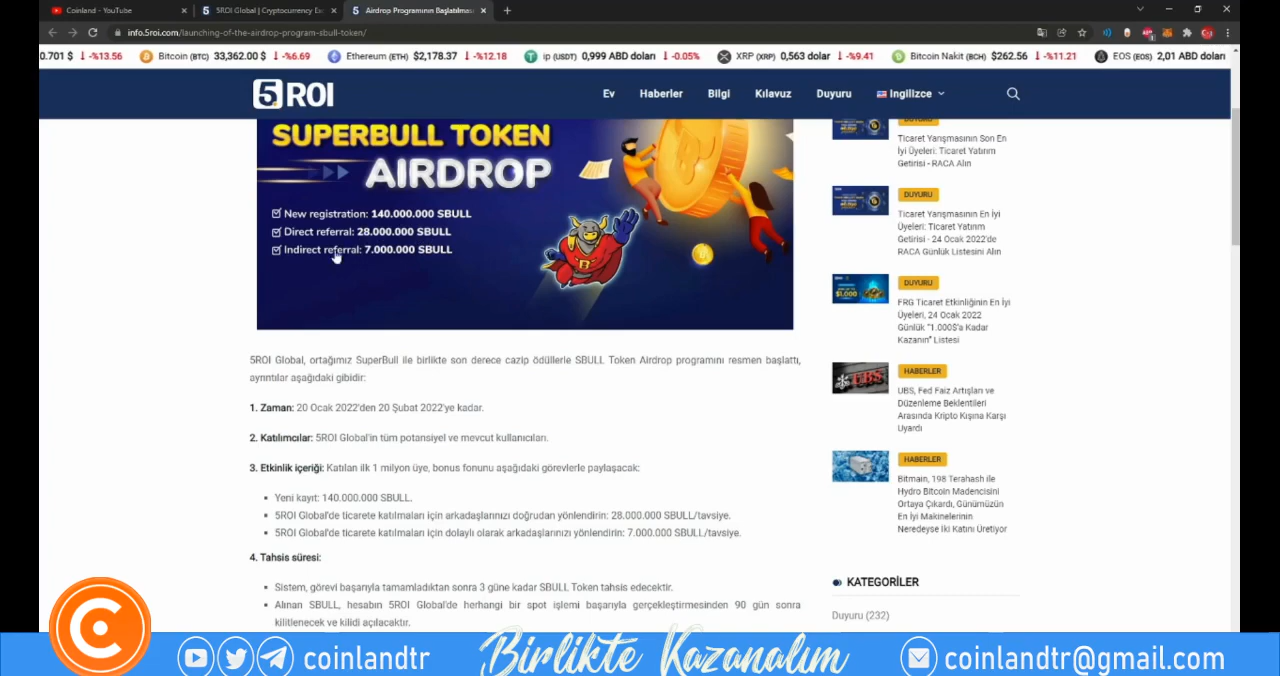 Coinland - YouTube
5ROI Global | Cryptocurrency Ex
Airdrop Programının Başlatılmas
info.5roi.com/launching-of-the-airdrop-program-sbull-token/
0.701 $ ↓ -%13.56 Bitcoin (BTC) 33,362.00 $ ↓ -%6.69 Ethereum (ETH) $2,178.37 ↓ -%12.18 ip (USDT) 0,999 ABD doları ↓ -0.05% XRP (XRP) 0,563 dolar ↓ -%9.41 Bitcoin Nakit (BCH) $262.56 ↓ -%11.21 EOS (EOS) 2,01 ABD doları
5ROI
Ev Haberler Bilgi Kılavuz Duyuru Ingilizce
SUPERBULL TOKEN
AIRDROP
New registration: 140.000.000 SBULL
Direct referral: 28.000.000 SBULL
Indirect referral: 7.000.000 SBULL
5ROI Global, ortağımız SuperBull ile birlikte son derece cazip ödüllerle SBULL Token Airdrop programını resmen başlattı,
ayrıntılar aşağıdaki gibidir:
1. Zaman: 20 Ocak 2022'den 20 Şubat 2022'ye kadar.
2. Katılımcılar: 5ROI Global'in tüm potansiyel ve mevcut kullanıcıları.
3. Etkinlik içeriği: Katılan ilk 1 milyon üye, bonus fonunu aşağıdaki görevlerle paylaşacak:
Yeni kayıt: 140.000.000 SBULL.
5ROI Global'de ticarete katılmaları için arkadaşlarınızı doğrudan yönlendirin: 28.000.000 SBULL/tavsiye.
5ROI Global'de ticarete katılmaları için dolaylı olarak arkadaşlarınızı yönlendirin: 7.000.000 SBULL/tavsiye.
4. Tahsis süresi:
Sistem, görevi başarıyla tamamladıktan sonra 3 güne kadar SBULL Token tahsis edecektir.
Alınan SBULL, hesabın 5ROI Global'de herhangi bir spot işlemi başarıyla gerçekleştirmesinden 90 gün sonra
kilitlenecek ve kilidi açılacaktır.
DUYURU
Ticaret Yarışmasının Son En
İyi Üyeleri: Ticaret Yatırım
Getirisi - RACA Alın
DUYURU
Ticaret Yarışmasının En İyi
Üyeleri: Ticaret Yatırım
Getirisi - 24 Ocak 2022'de
RACA Günlük Listesini Alın
DUYURU
FRG Ticaret Etkinliğinin En İyi
Üyeleri, 24 Ocak 2022
Günlük "1.000$'a Kadar
Kazanın" Listesi
HABERLER
UBS, Fed Faiz Artışları ve
Düzenleme Beklentileri
Arasında Kripto Kışına Karşı
Uyardı
HABERLER
Bitmain, 198 Terahash ile
Hydro Bitcoin Madencisini
Ortaya Çıkardı, Günümüzün
En İyi Makinelerinin
Neredeyse İki Katını Üretiyor
KATEGORİLER
Duyuru (232)
coinlandtr Birlikte Kazanalım coinlandtr@gmail.com